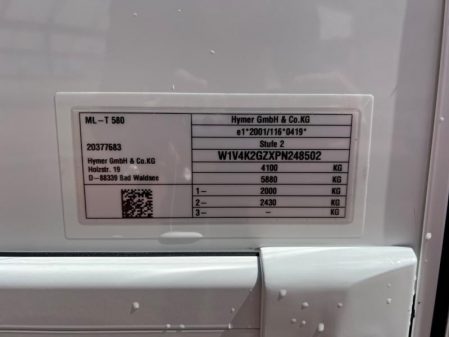 ML-T 580
20377683
Hymer GmbH & Co.KG
Holzstr. 19
D-88339 Bad Waldsee
Hymer GmbH & Co.KG
e1*2001/116*0419*
Stufe 2
W1V4K2GZXPN248502
4100 KG
5880 KG
1- 2000 KG
2- 2430 KG
3- - KG